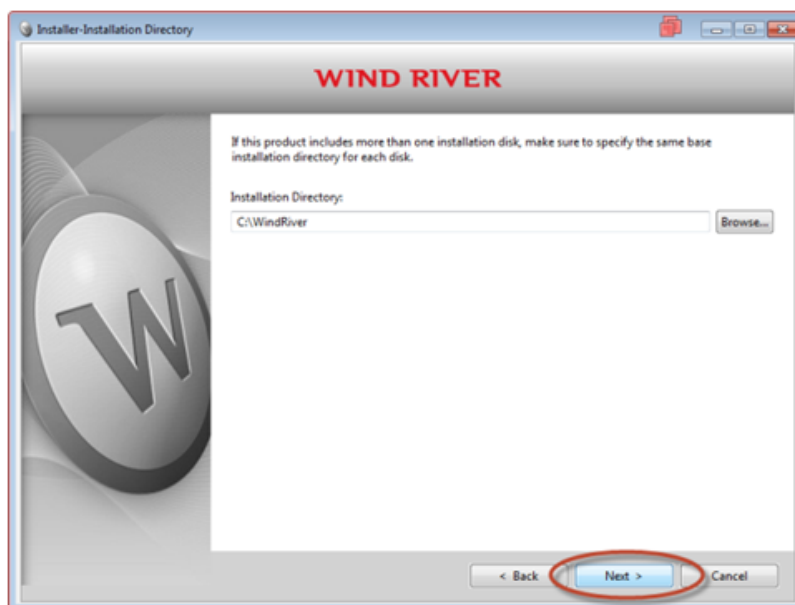 Installer-Installation Directory
WIND RIVER
If this product includes more than one installation disk, make sure to specify the same base
installation directory for each disk.
Installation Directory:
C:\WindRiver
Browse...
W
< Back
Next >
Cancel